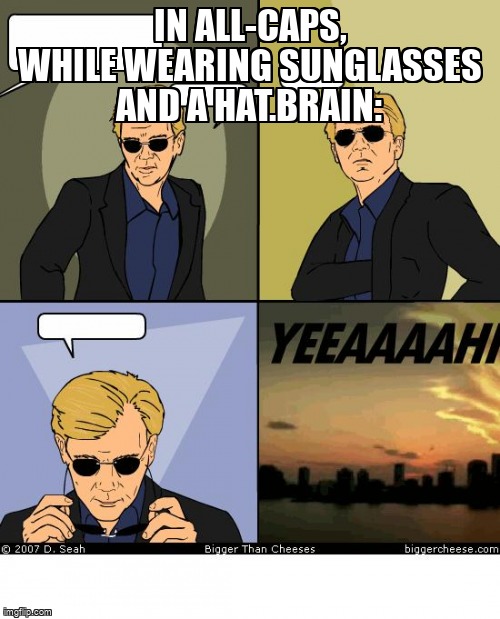 IN ALL-CAPS,
WHILE WEARING SUNGLASSES
AND A HAT.BRAIN:
YEEAAAAH
© 2007 D. Seah
Bigger Than Cheeses
biggercheese.com
imgflip.com